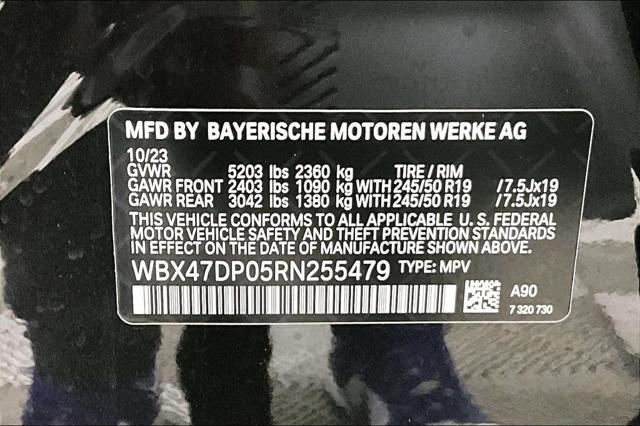 MFD BY BAYERISCHE MOTOREN WERKE AG
10/23
GVWR 5203 lbs 2360 kg TIRE / RIM
GAWR FRONT 2403 lbs 1090 kg WITH 245/50 R19 /7.5Jx19
GAWR REAR 3042 lbs 1380 kg WITH 245/50 R19 /7.5Jx19
THIS VEHICLE CONFORMS TO ALL APPLICABLE U.S. FEDERAL
MOTOR VEHICLE SAFETY AND THEFT PREVENTION STANDARDS
IN EFFECT ON THE DATE OF MANUFACTURE SHOWN ABOVE.
WBX47DP05RN255479 TYPE: MPV
A90
7 320 730